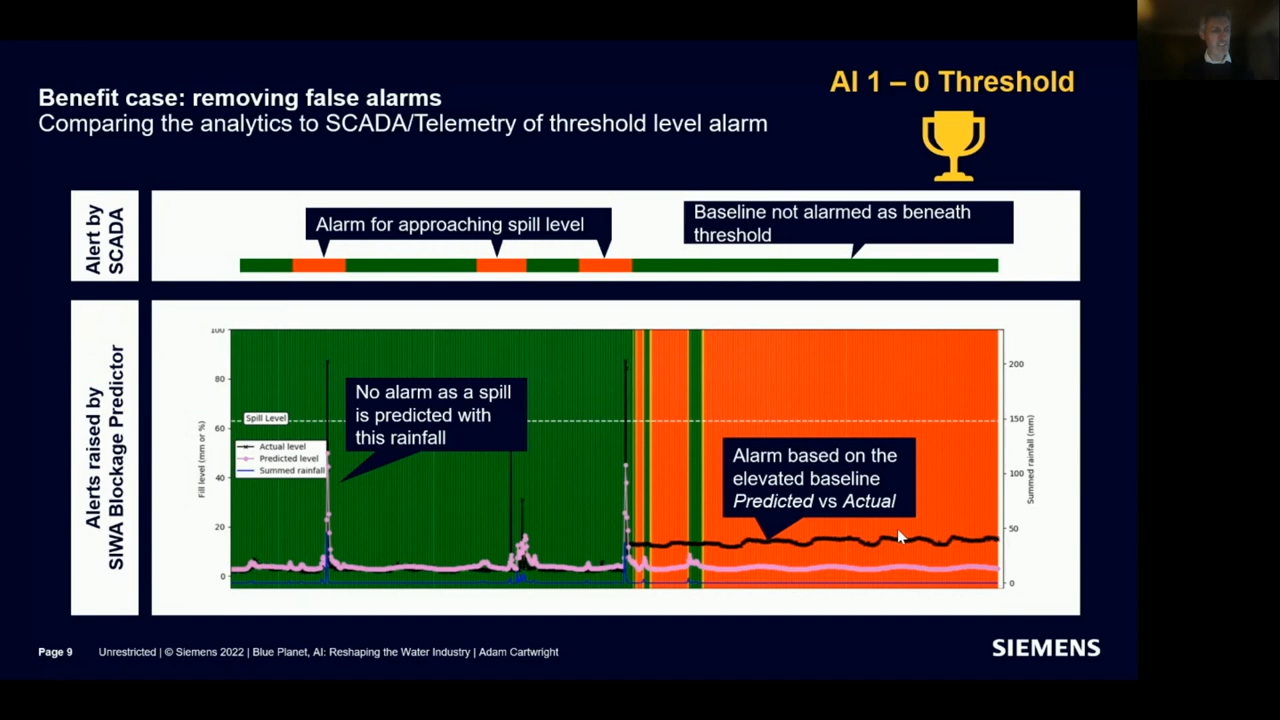 AI 1 – 0 Threshold
Benefit case: removing false alarms
Comparing the analytics to SCADA/Telemetry of threshold level alarm
Alert by
SCADA
Alarm for approaching spill level
Baseline not alarmed as beneath
threshold
Alerts raised by
SIWA Blockage Predictor
Fill level (mm or %)
100
80
60
40
20
0
Spill Level
Actual level
Predicted level
Summed rainfall
No alarm as a spill
is predicted with
this rainfall
Alarm based on the
elevated baseline
Predicted vs Actual
200
150
100
50
0
Summed rainfall (mm)
Page 9
Unrestricted | © Siemens 2022 | Blue Planet, AI: Reshaping the Water Industry | Adam Cartwright
SIEMENS